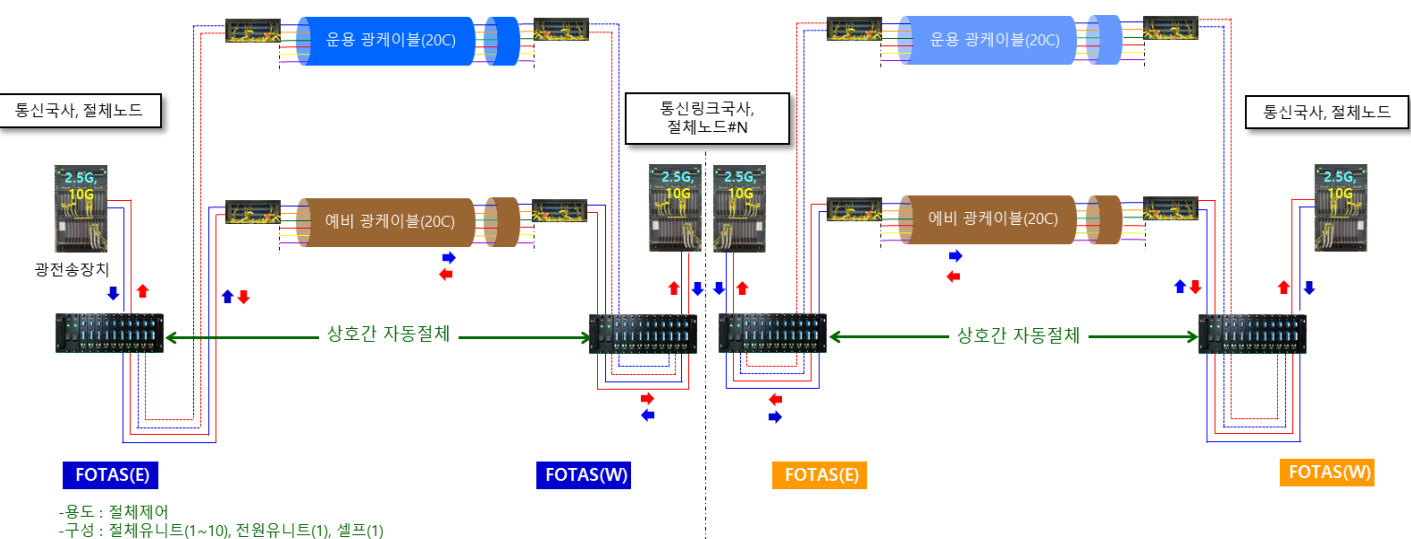 운용 광케이블(20C)
운용 광케이블(20C)
통신국사, 절체노드
통신링크국사,
절체노드#N
통신국사, 절체노드
2.5G,
10G
2.5G,
10G
2.5G,
10G
2.5G,
10G
예비 광케이블(20C)
에비 광케이블(20C)
광전송장치
상호간 자동절체
상호간 자동절체
FOTAS(E)
FOTAS(W)
FOTAS(E)
FOTAS(W)
-용도 : 절체제어
-구성 : 절체유니트(1~10), 전원유니트(1), 셀프(1)